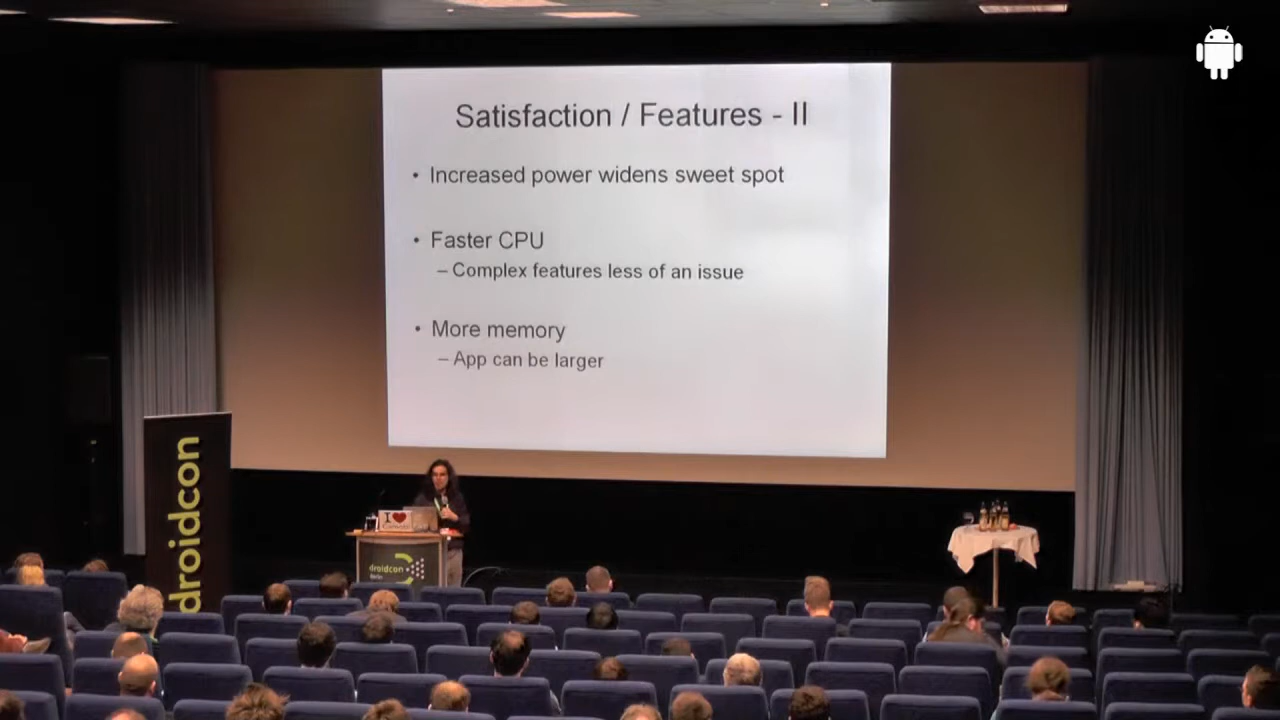 Satisfaction / Features - II
• Increased power widens sweet spot
• Faster CPU
– Complex features less of an issue
• More memory
– App can be larger
droidcon
I ❤
droidcon
Berlin